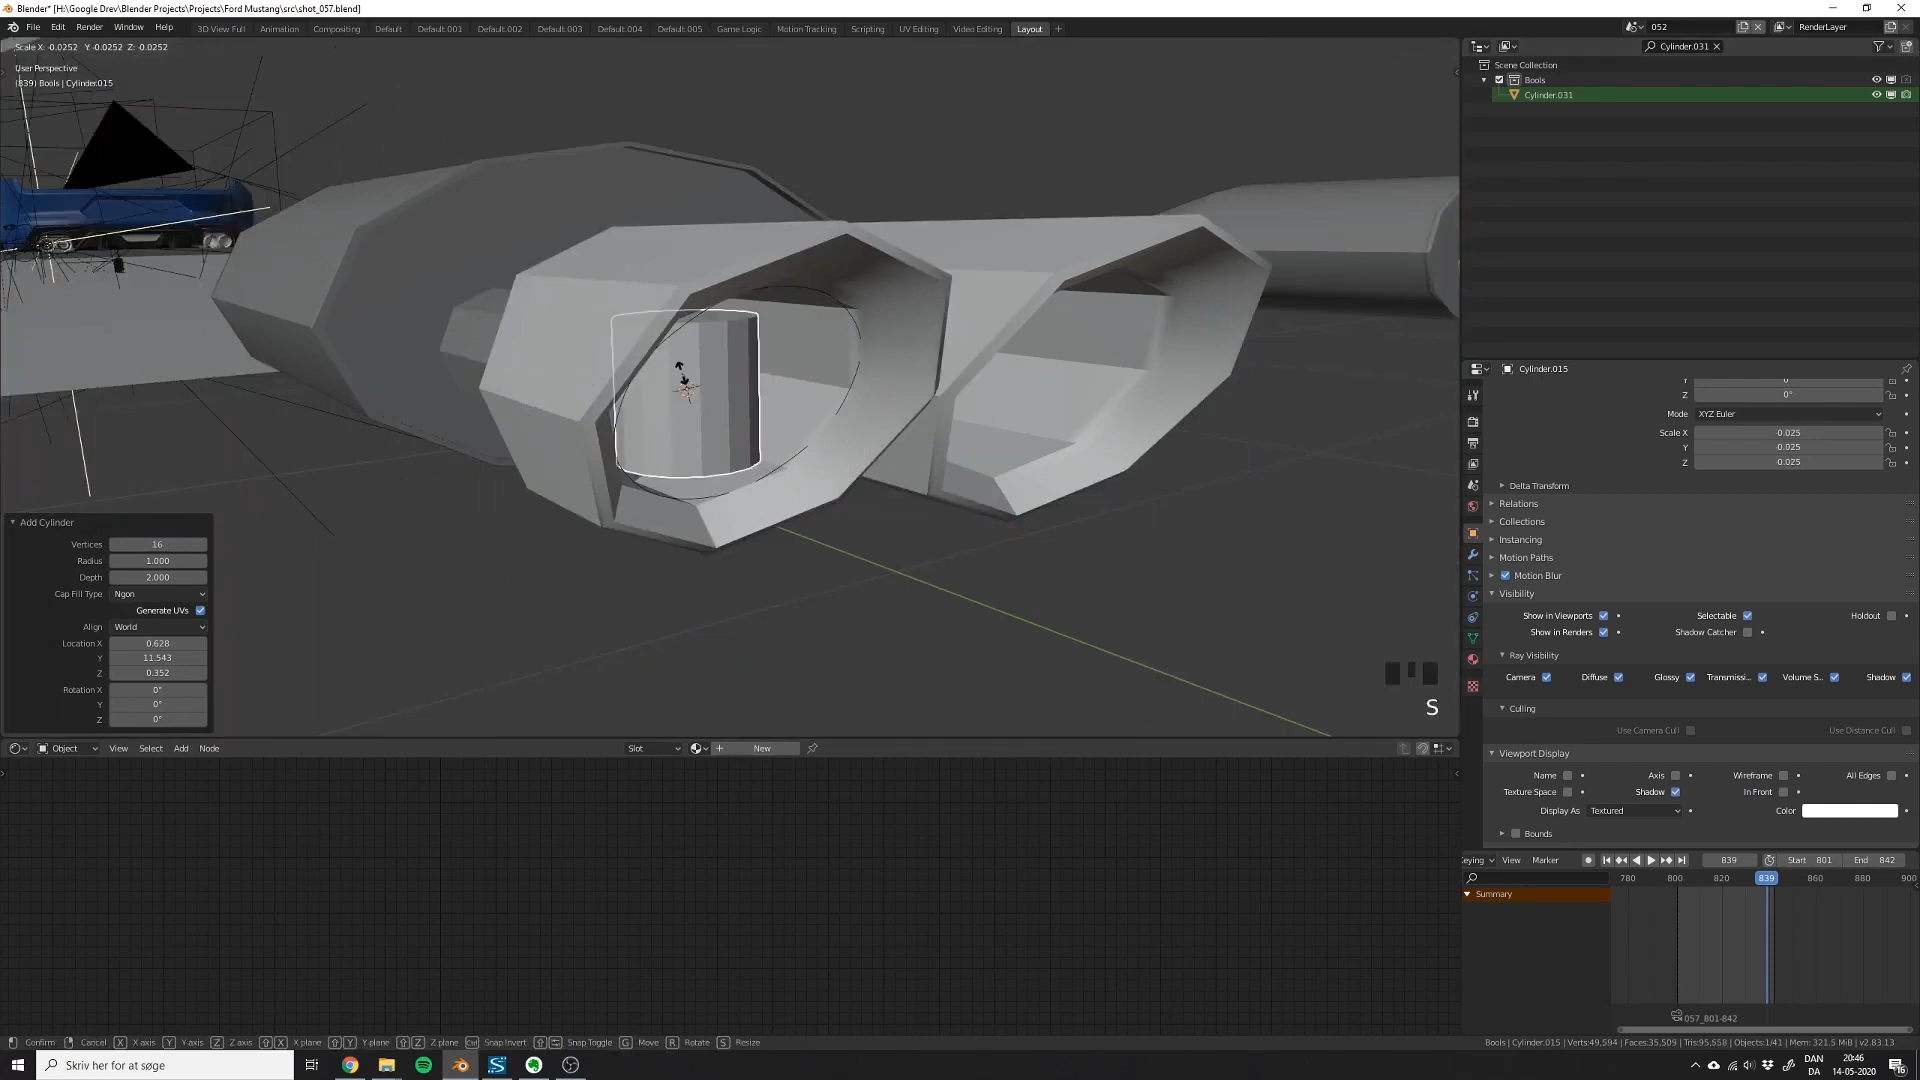 Blender* [H:\Google Drev\Blender Projects\Projects\Ford Mustang\src\shot_057.blend]
File Edit Render Window Help 3D View Full Animation Compositing Default Default.001 Default.002 Default.003 Default.004 Default.005 Game Logic Motion Tracking Scripting UV Editing Video Editing Layout + 052 RenderLayer
Scale X: -0.0252 Y: -0.0252 Z: -0.0252
User Perspective
(839) Bools | Cylinder.015
Cylinder.031
Scene Collection
Bools
Cylinder.031
Add Cylinder
Vertices 16
Radius 1.000
Depth 2.000
Cap Fill Type Ngon
Generate UVs
Align World
Location X 0.628
Y 11.543
Z 0.352
Rotation X 0°
Y 0°
Z 0°
S
Cylinder.015
Y 0°
Z 0°
Mode XYZ Euler
Scale X -0.025
Y -0.025
Z -0.025
Delta Transform
Relations
Collections
Instancing
Motion Paths
Motion Blur
Visibility
Show in Viewports Selectable Holdout
Show in Renders Shadow Catcher
Ray Visibility
Camera Diffuse Glossy Transmissi... Volume S... Shadow
Culling
Use Camera Cull Use Distance Cull
Viewport Display
Name Axis Wireframe All Edges
Texture Space Shadow In Front
Display As Textured Color
Bounds
Object View Select Add Node Slot New
Keying View Marker 839 Start 801 End 842
780 800 820 839 860 880 900
Summary
057_801-842
Confirm Cancel X X axis Y Y axis Z Z axis X X plane Y Y plane Z Z plane Ctrl Snap Invert Snap Toggle G Move R Rotate S Resize
Bools | Cylinder.015 | Verts:49,594 | Faces:35,509 | Tris:95,558 | Objects:1/41 | Mem: 321.5 MiB | v2.83.13
Skriv her for at søge
DAN
DA
20:46
14-05-2020
16